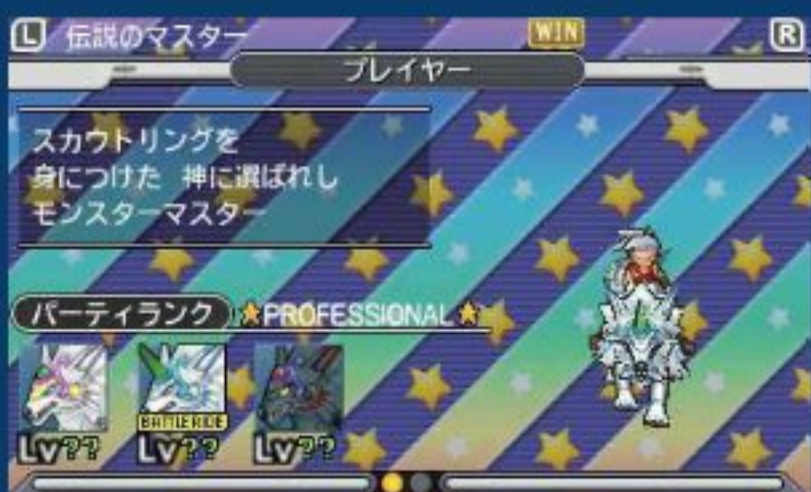 L 伝説のマスター WIN R
プレイヤー
スカウトリングを
身につけた 神に選ばれし
モンスターマスター
パーティランク ★PROFESSIONAL★
BATTLE RIDE
Lv?? Lv?? Lv??